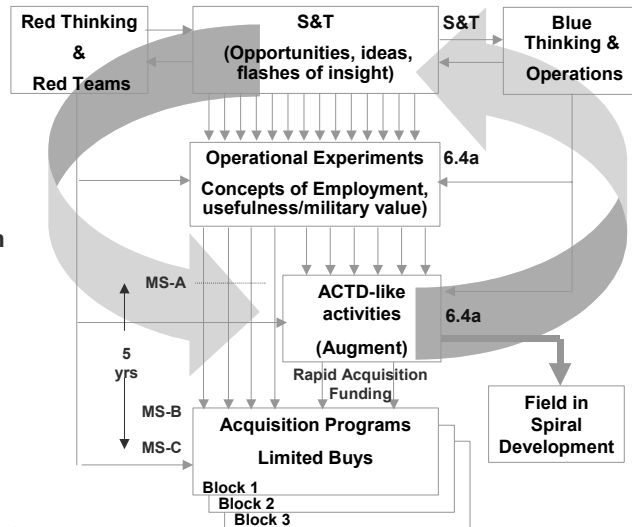 Red Thinking
&
Red Teams
S&T
(Opportunities, ideas,
flashes of insight)
S&T
Blue
Thinking &
Operations
Operational Experiments
Concepts of Employment,
usefulness/military value)
6.4a
n
MS-A
ACTD-like
activities
(Augment)
6.4a
5
yrs
Rapid Acquisition
Funding
MS-B
MS-C
Acquisition Programs
Limited Buys
Block 1
Block 2
Block 3
Field in
Spiral
Development